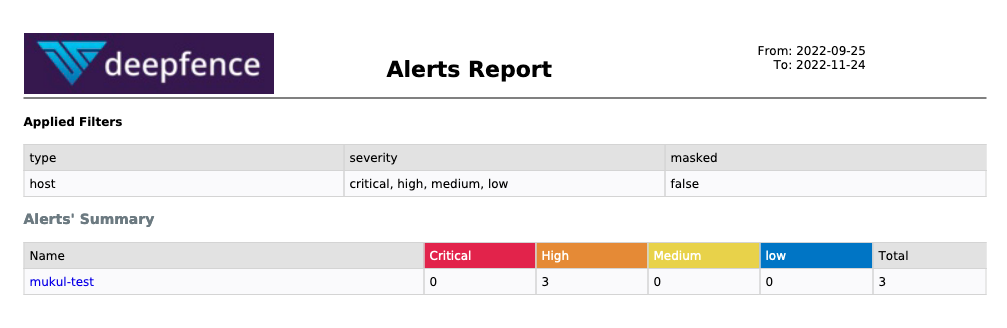 deepfence
Alerts Report
From: 2022-09-25
To: 2022-11-24
Applied Filters
type severity masked
host critical, high, medium, low false
Alerts' Summary
Name Critical High Medium low Total
mukul-test 0 3 0 0 3